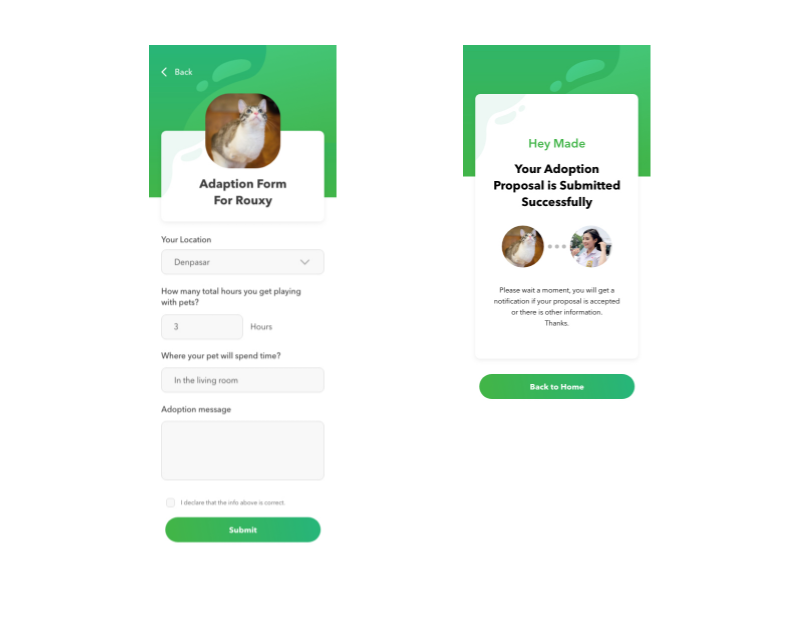 Back
Adaption Form
For Rouxy
Your Location
Denpasar
How many total hours you get playing
with pets?
3
Hours
Where your pet will spend time?
In the living room
Adoption message
I declare that the info above is correct.
Submit
Hey Made
Your Adoption
Proposal is Submitted
Successfully
Please wait a moment, you will get a
notification if your proposal is accepted
or there is other information.
Thanks.
Back to Home